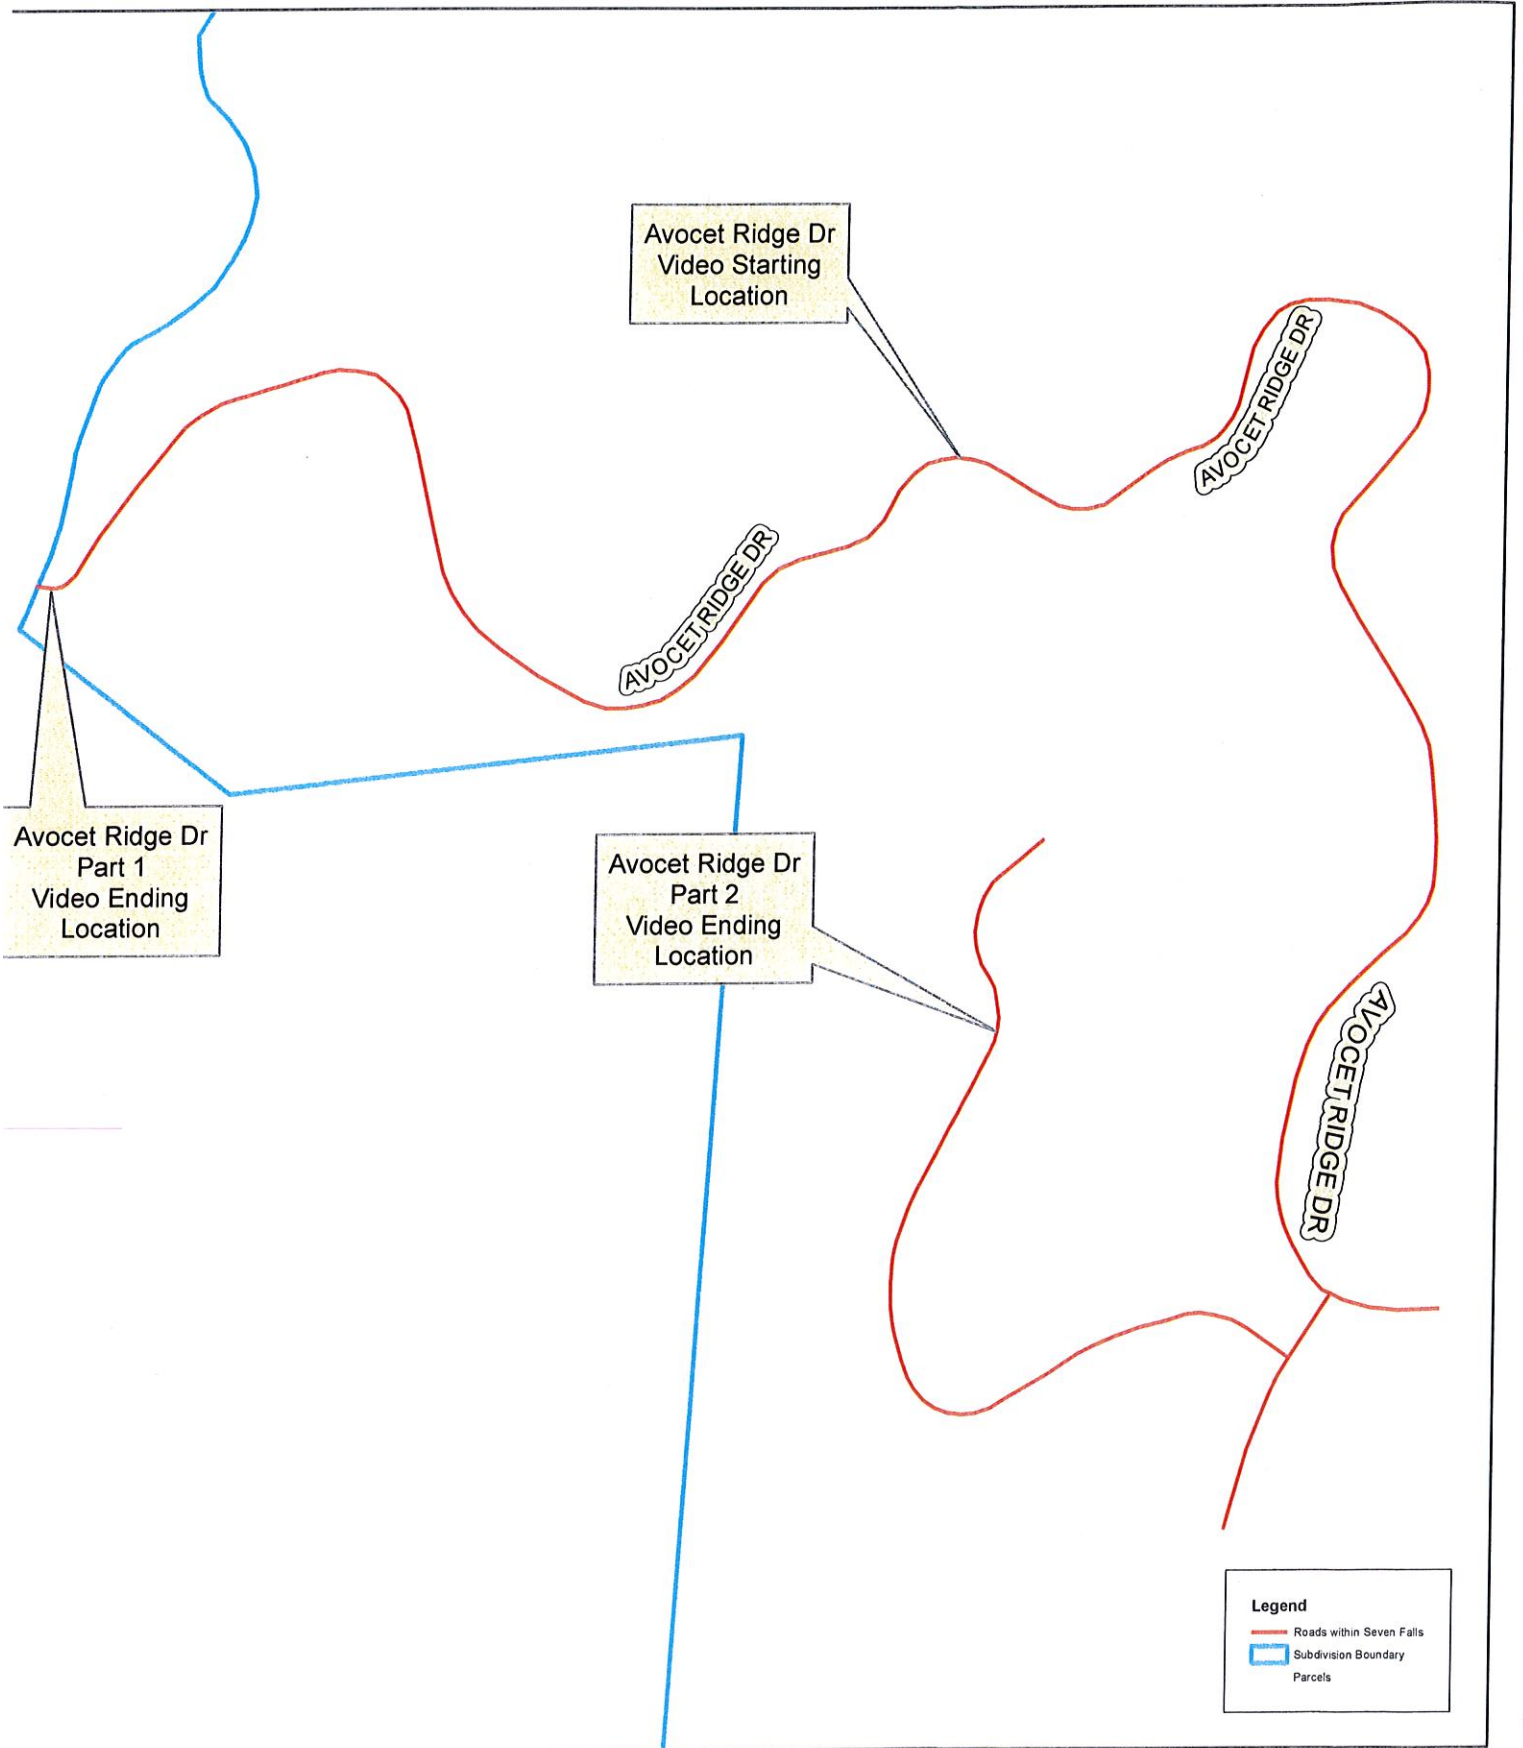 Avocet Ridge Dr
Video Starting
Location
AVOCET RIDGE DR
AVOCET RIDGE DR
Avocet Ridge Dr
Part 1
Video Ending
Location
Avocet Ridge Dr
Part 2
Video Ending
Location
AVOCET RIDGE DR
Legend
Roads within Seven Falls
Subdivision Boundary
Parcels